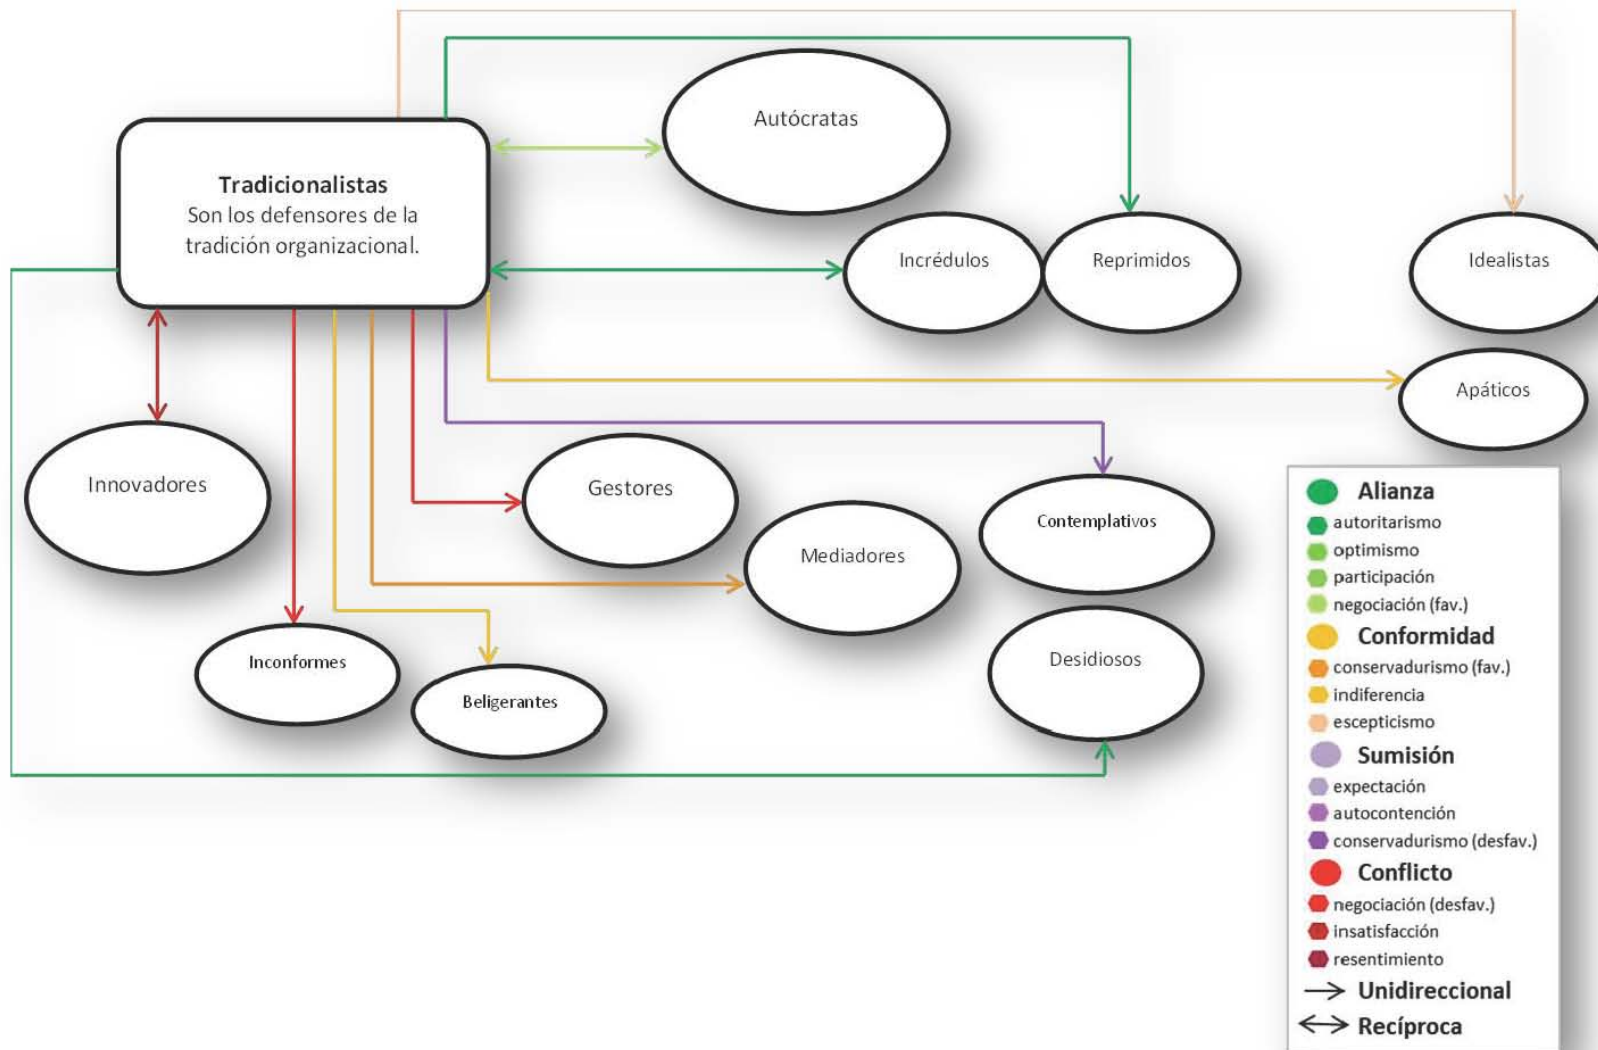 Autócratas
Tradicionalistas
Son los defensores de la
tradición organizacional.
Incrédulos
Reprimidos
Idealistas
Apáticos
Innovadores
Gestores
Contemplativos
Mediadores
Inconformes
Beligerantes
Desidiosos
Alianza
autoritarismo
optimismo
participación
negociación (fav.)
Conformidad
conservadurismo (fav.)
indiferencia
escepticismo
Sumisión
expectación
autocontención
conservadurismo (desfav.)
Conflicto
negociación (desfav.)
insatisfacción
resentimiento
Unidireccional
Recíproca